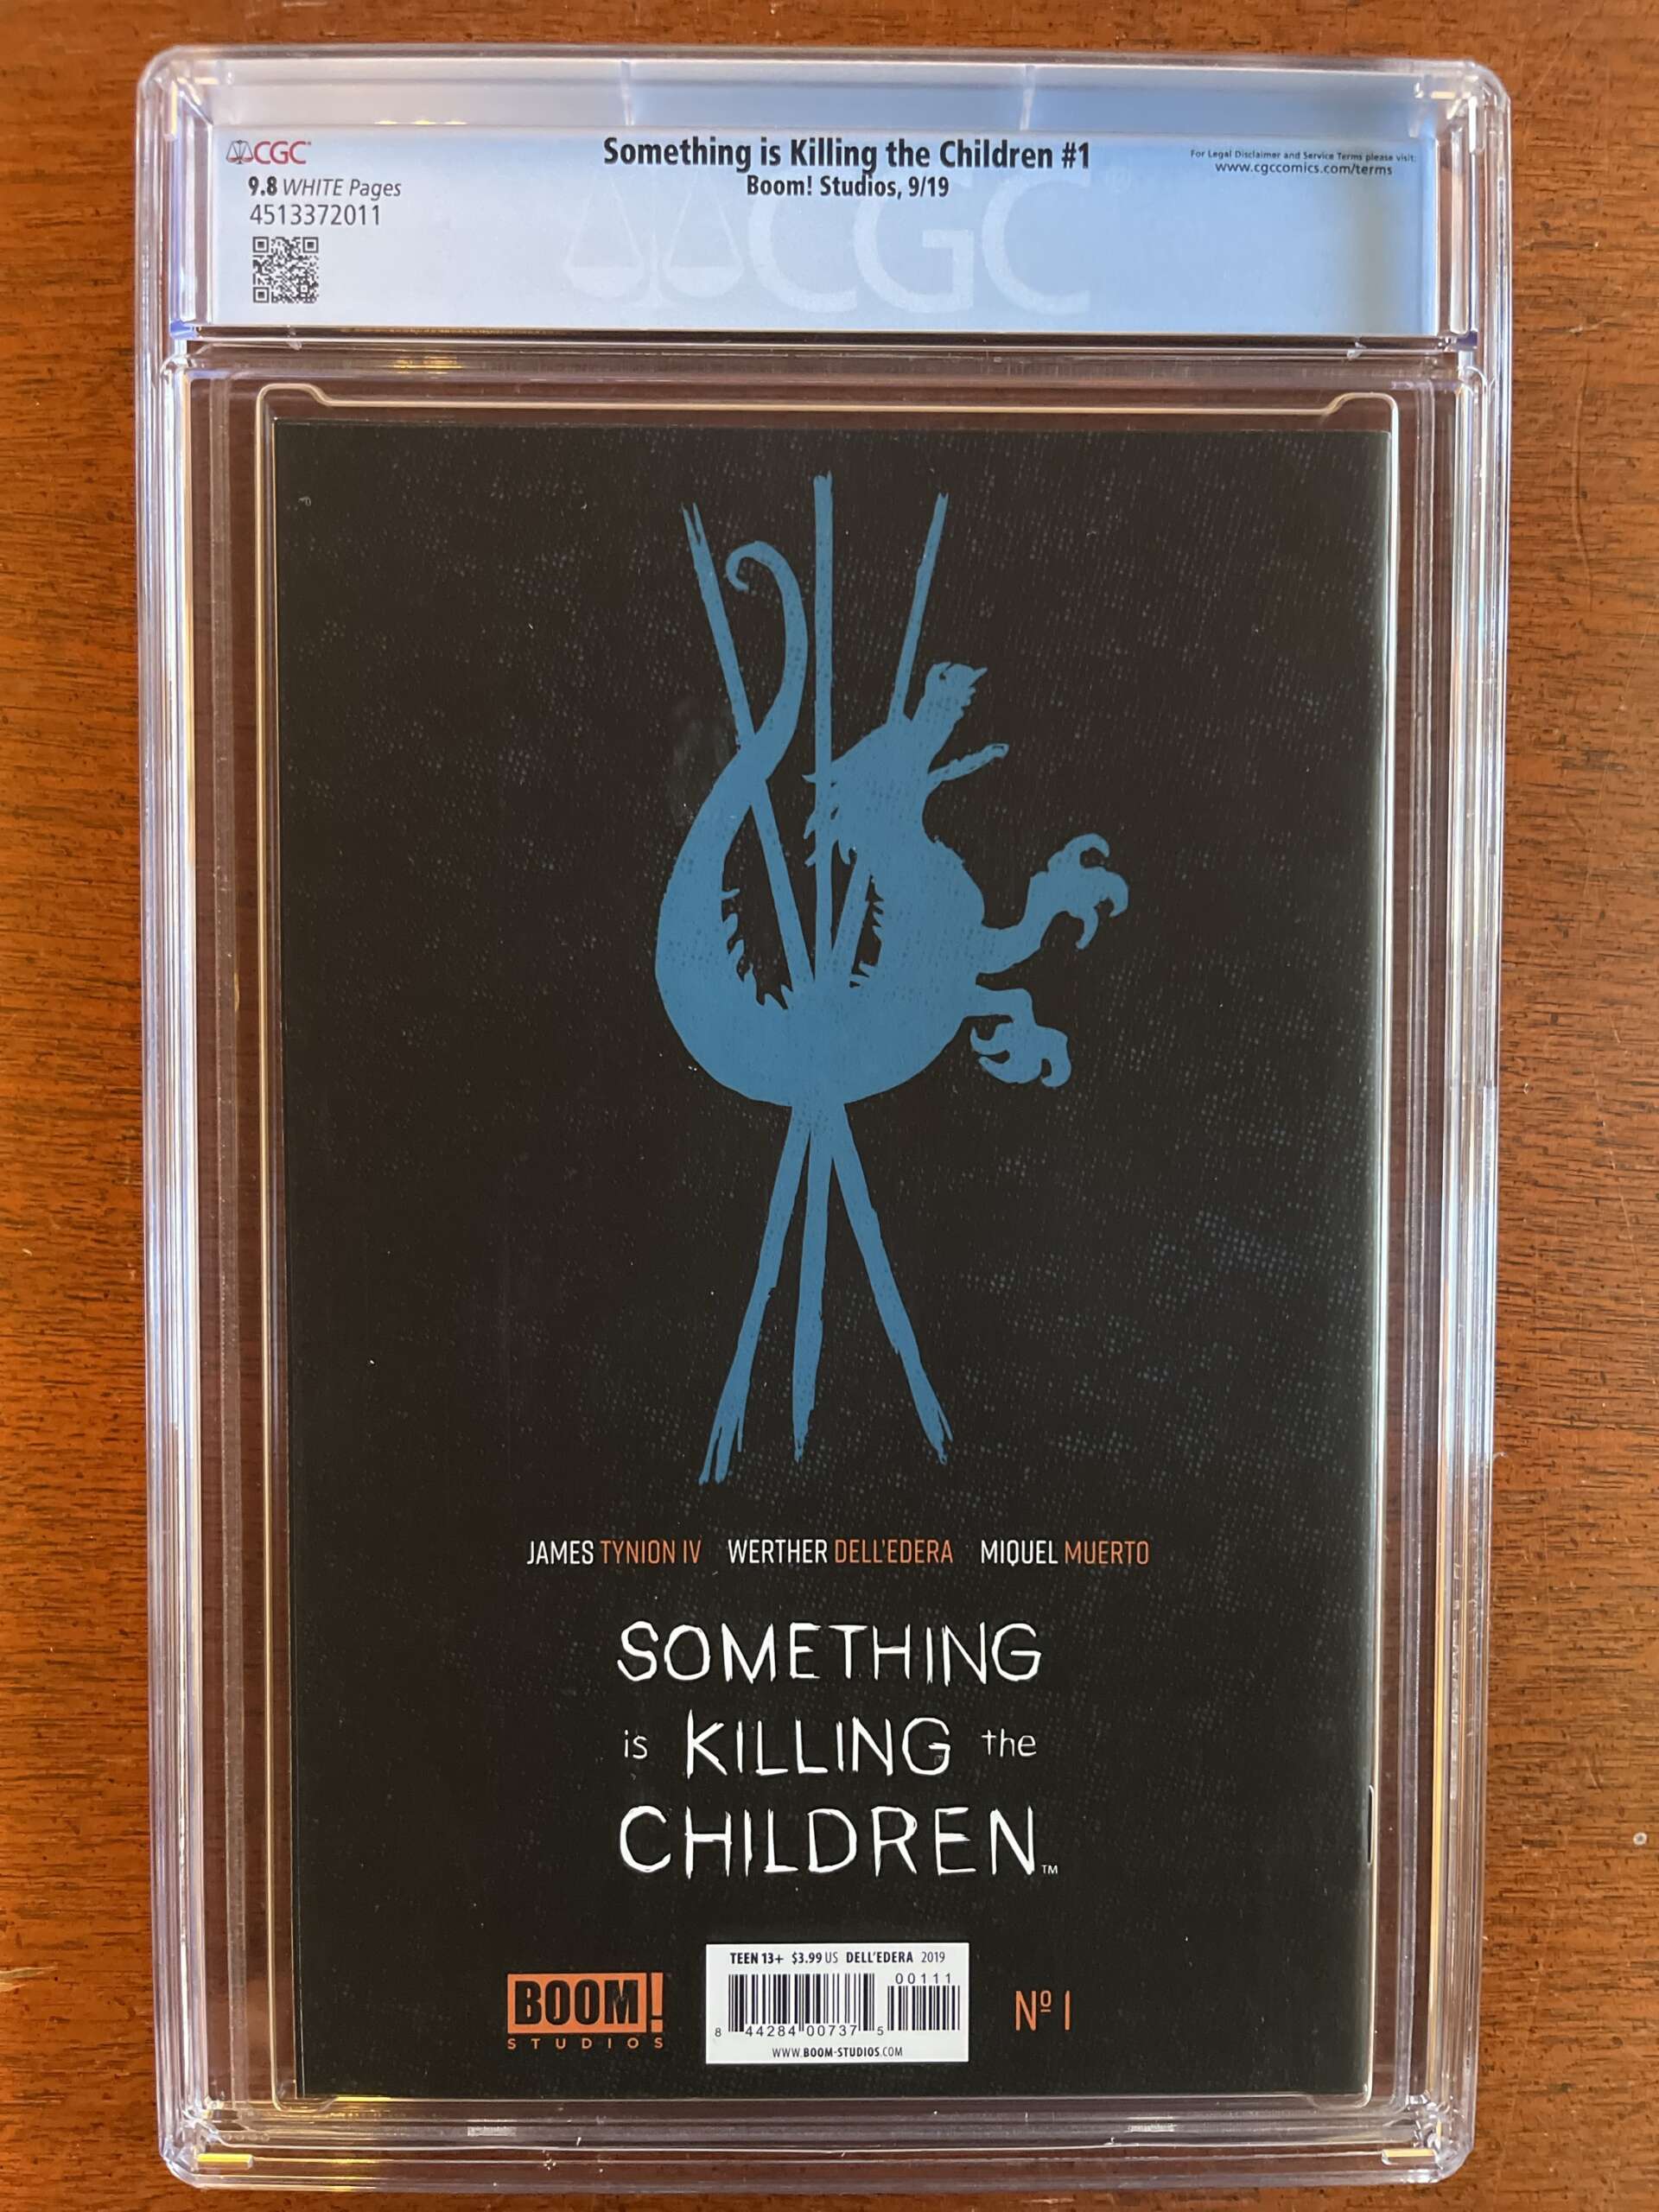 CGC
Something is Killing the Children #1
Boom! Studios, 9/19
For Legal Disclaimer and Service Terms please visit:
www.cgccomics.com/terms
9.8 WHITE Pages
4513372011
CGC
JAMES TYNION IV WERTHER DELL'EDERA MIQUEL MUERTO
SOMETHING
is KILLING the
CHILDREN™
BOOM!
STUDIOS
TEEN 13+ $3.99 US DELL'EDERA 2019
00111
8 44284 00737 5
WWW.BOOM-STUDIOS.COM
Nº 1